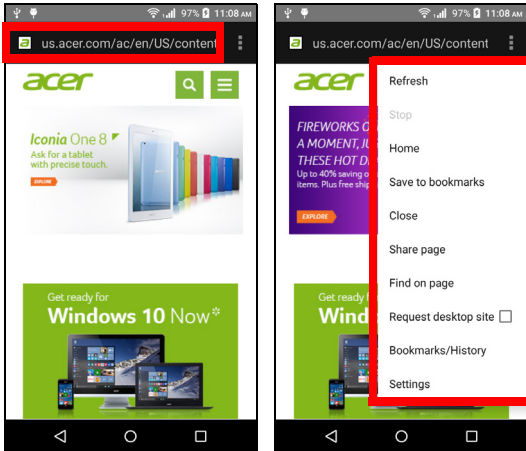 97% 11:08 AM
us.acer.com/ac/en/US/content
acer
Iconia One 8
Ask for a tablet
with precise touch.
EXPLORE
Get ready for
Windows 10 Now*
97% 11:08 AM
us.acer.com/ac/en/US/content
acer
FIREWORKS O
A MOMENT, JU
THESE HOT D
Up to 40% saving o
items. Plus free ship
EXPLORE
Get ready f
Wind
Refresh
Stop
Home
Save to bookmarks
Close
Share page
Find on page
Request desktop site
Bookmarks/History
Settings